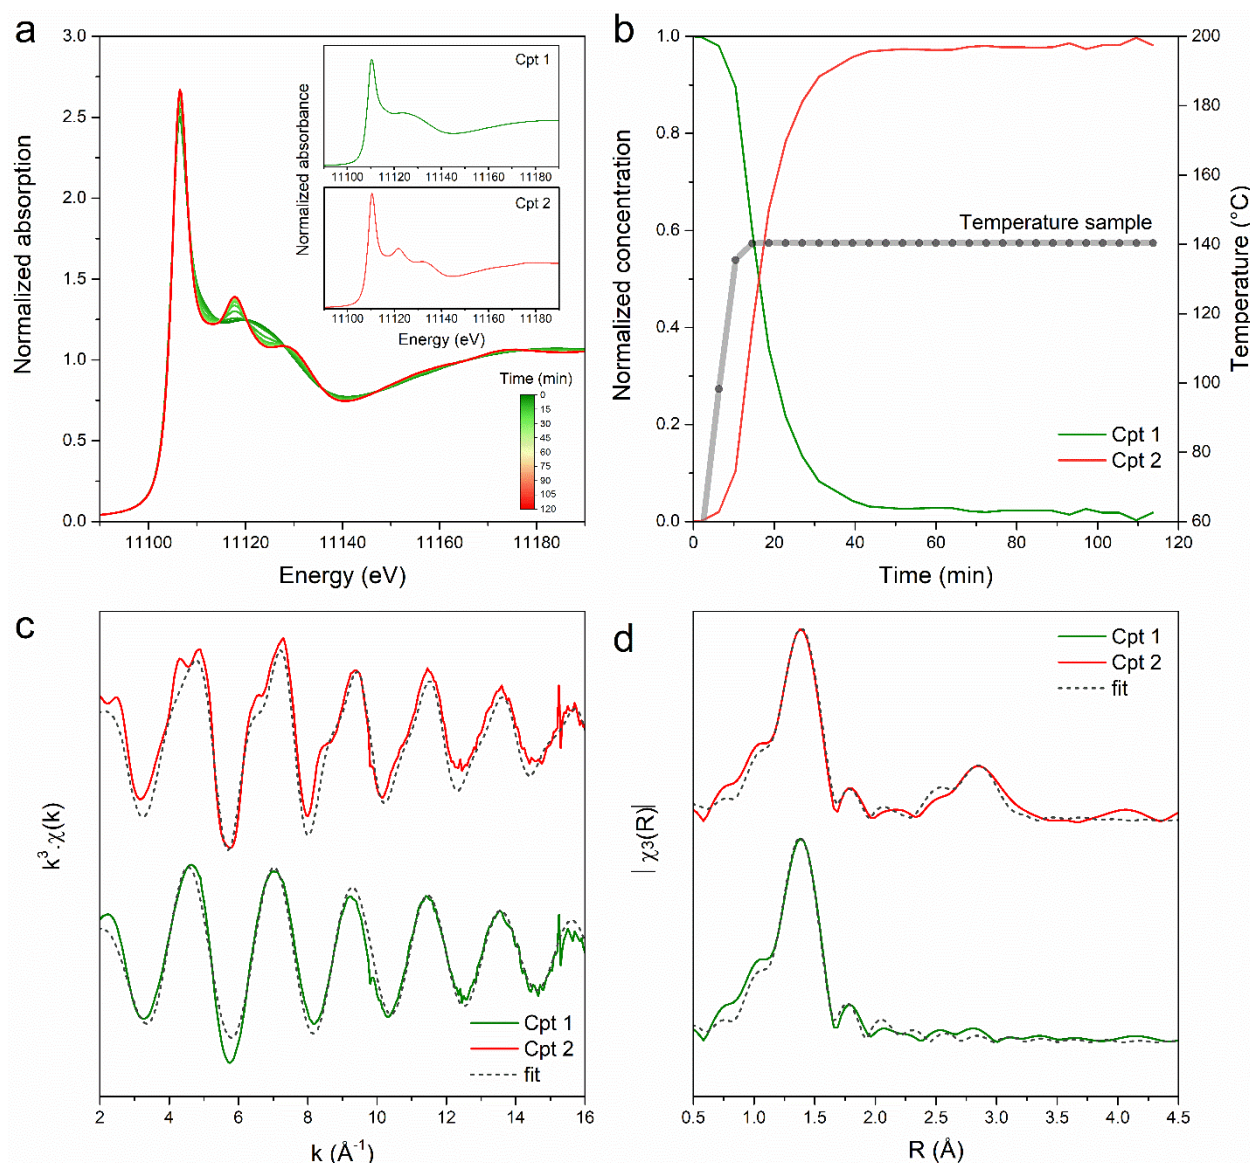 a
3.0
2.5
2.0
1.5
1.0
0.5
0.0
Normalized absorption
11100 11120 11140 11160 11180
Energy (eV)
Cpt 1
11100 11120 11140 11160 11180
Cpt 2
11100 11120 11140 11160 11180
Normalized absorbance
Energy (eV)
Time (min)
0
15
30
45
60
75
90
105
120
b
1.0
0.8
0.6
0.4
0.2
0.0
Normalized concentration
200
180
160
140
120
100
80
60
Temperature (°C)
Temperature sample
Cpt 1
Cpt 2
0 20 40 60 80 100 120
Time (min)
c
k³.χ(k)
Cpt 1
Cpt 2
fit
2 4 6 8 10 12 14 16
k (Å⁻¹)
d
| χ3(R)|
Cpt 1
Cpt 2
fit
0.5 1.0 1.5 2.0 2.5 3.0 3.5 4.0 4.5
R (Å)